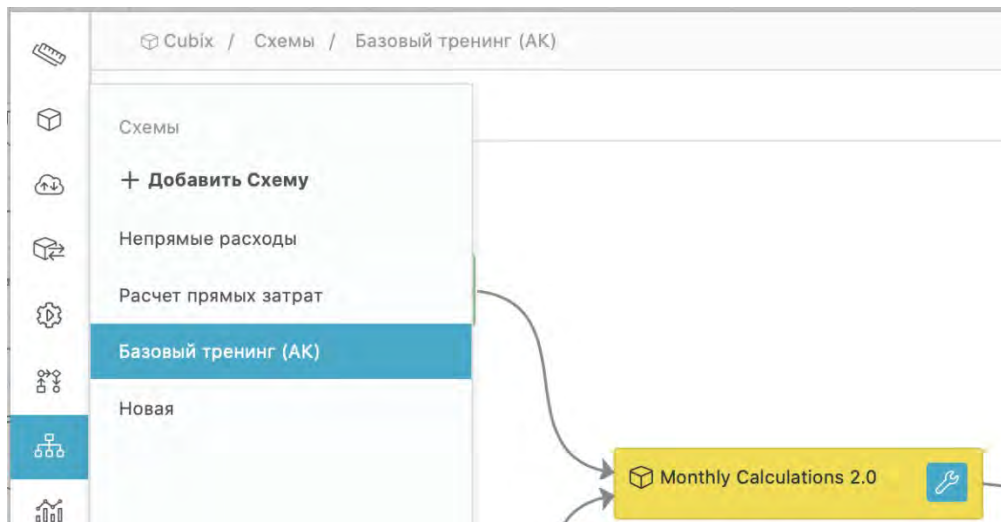 Cubix / Схемы / Базовый тренинг (АК)
Схемы
+ Добавить Схему
Непрямые расходы
Расчет прямых затрат
Базовый тренинг (АК)
Новая
Monthly Calculations 2.0